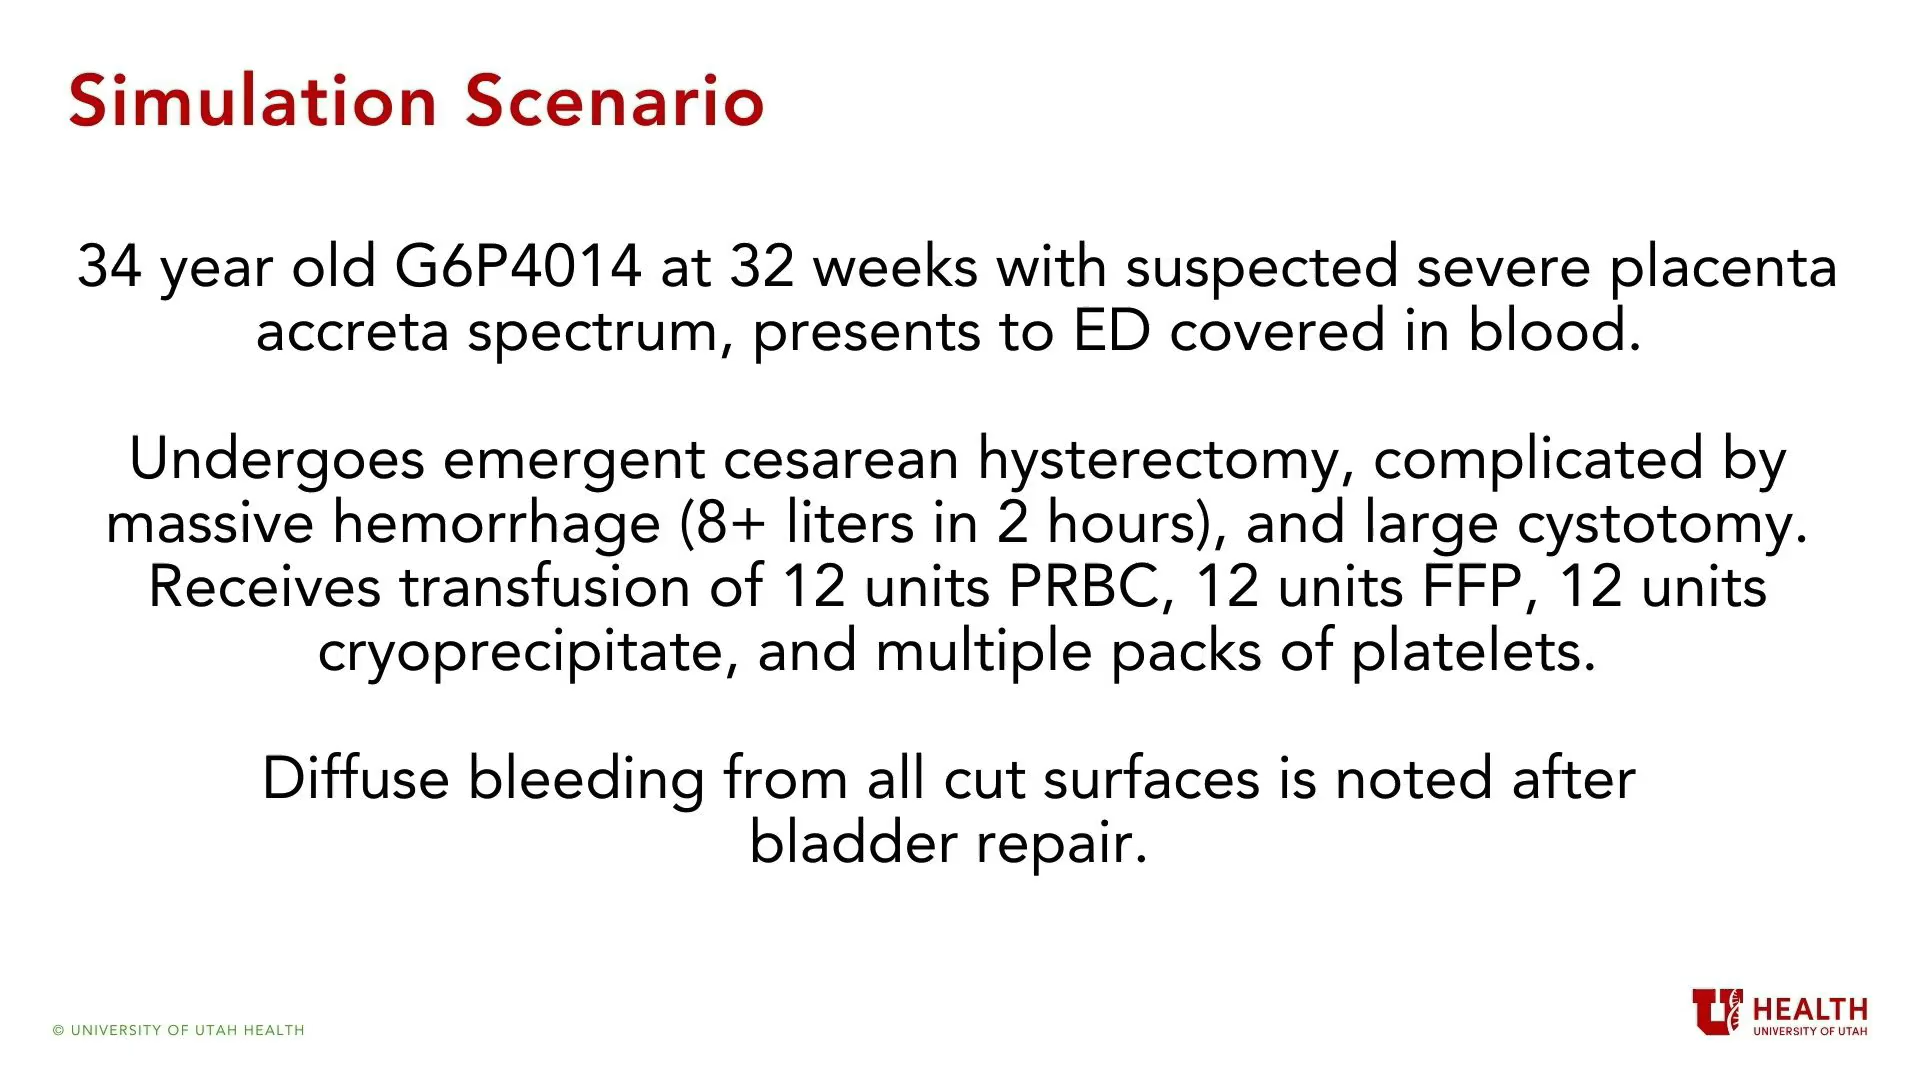 Simulation Scenario
34 year old G6P4014 at 32 weeks with suspected severe placenta
accreta spectrum, presents to ED covered in blood.
Undergoes emergent cesarean hysterectomy, complicated by
massive hemorrhage (8+ liters in 2 hours), and large cystotomy.
Receives transfusion of 12 units PRBC, 12 units FFP, 12 units
cryoprecipitate, and multiple packs of platelets.
Diffuse bleeding from all cut surfaces is noted after
bladder repair.
© UNIVERSITY OF UTAH HEALTH
U HEALTH
UNIVERSITY OF UTAH